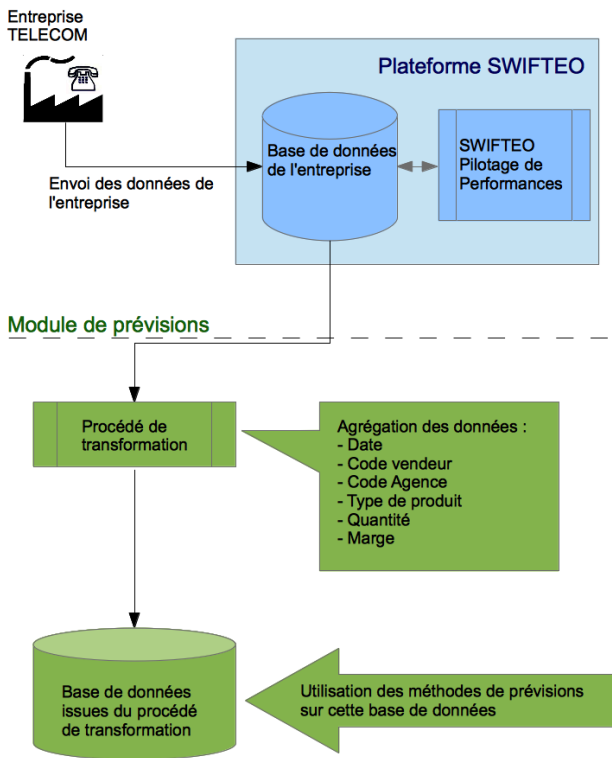 Entreprise
TELECOM
Plateforme SWIFTEO
Base de données
de l'entreprise
SWIFTEO
Pilotage de
Performances
Envoi des données de
l'entreprise
Module de prévisions
Procédé de
transformation
Agrégation des données :
- Date
- Code vendeur
- Code Agence
- Type de produit
- Quantité
- Marge
Base de données
issues du procédé
de transformation
Utilisation des méthodes de prévisions
sur cette base de données